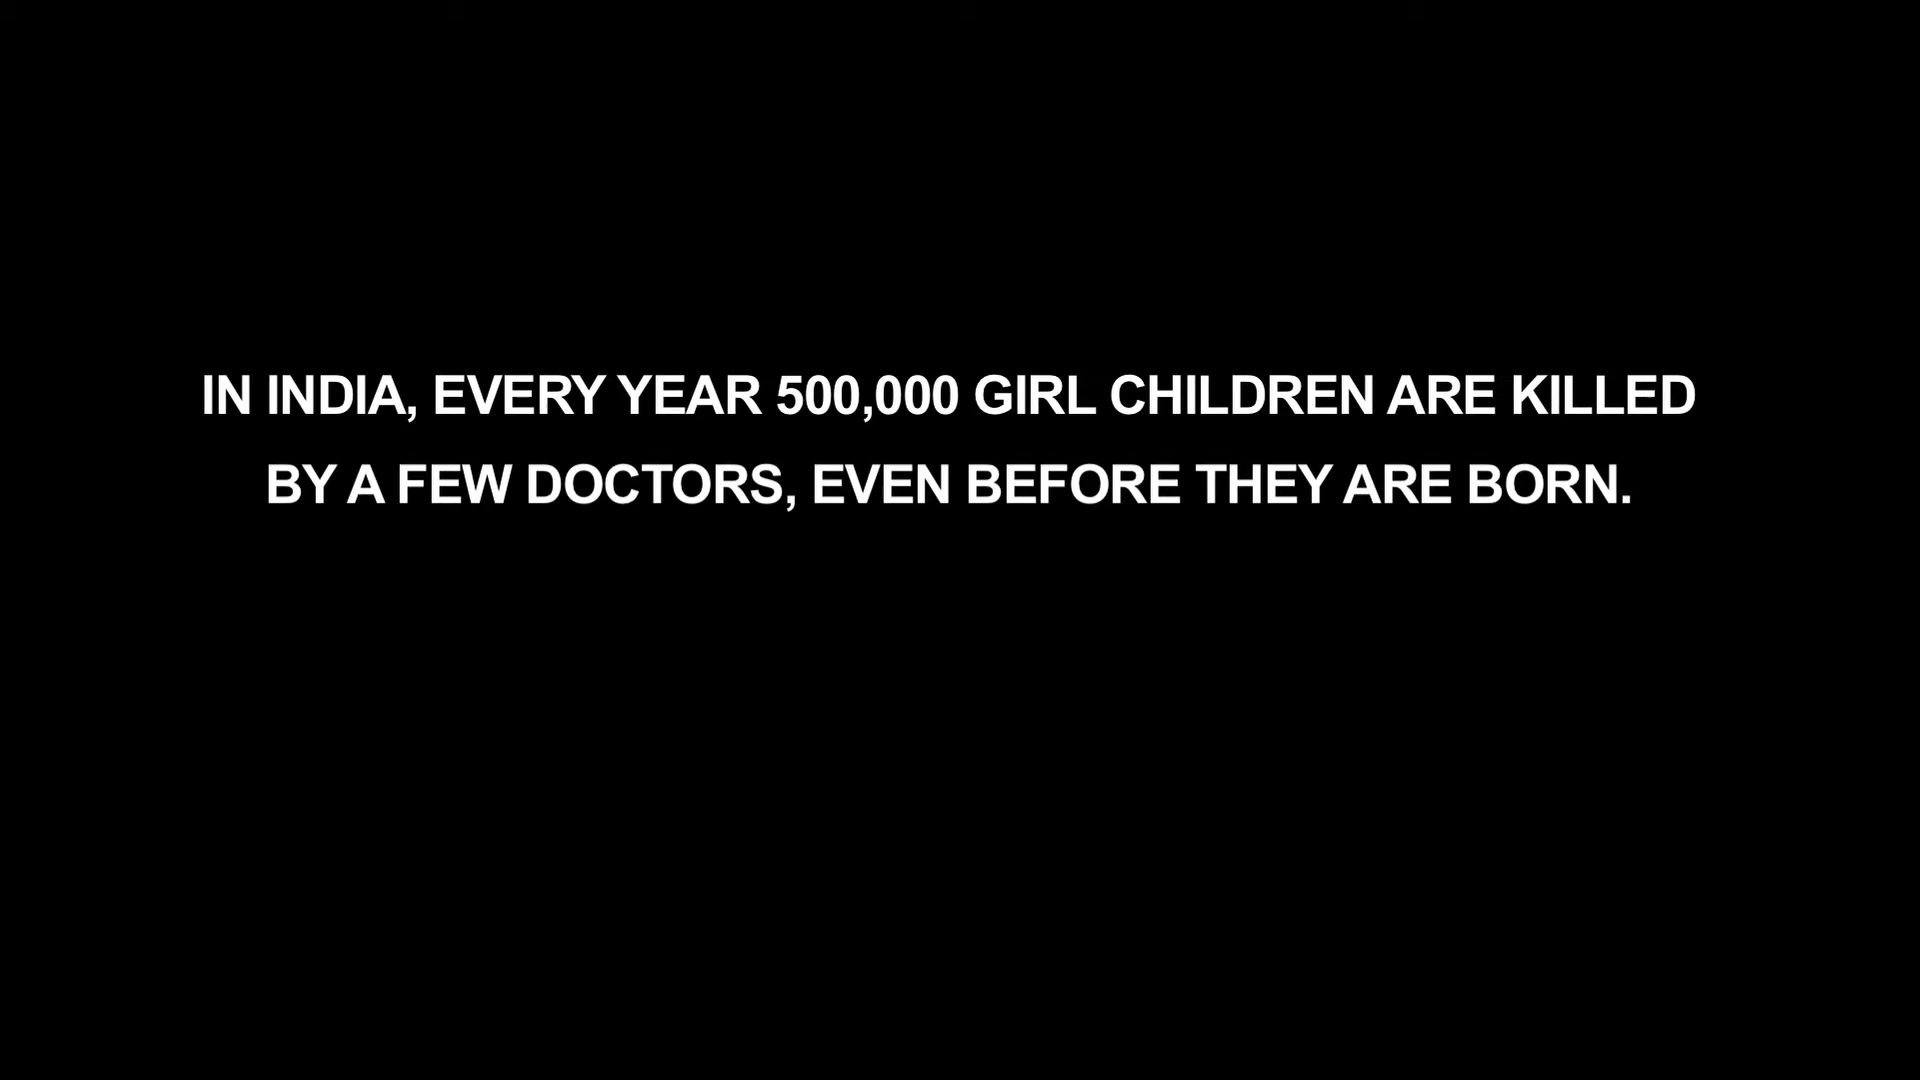 IN INDIA, EVERY YEAR 500,000 GIRL CHILDREN ARE KILLED
BY A FEW DOCTORS, EVEN BEFORE THEY ARE BORN.